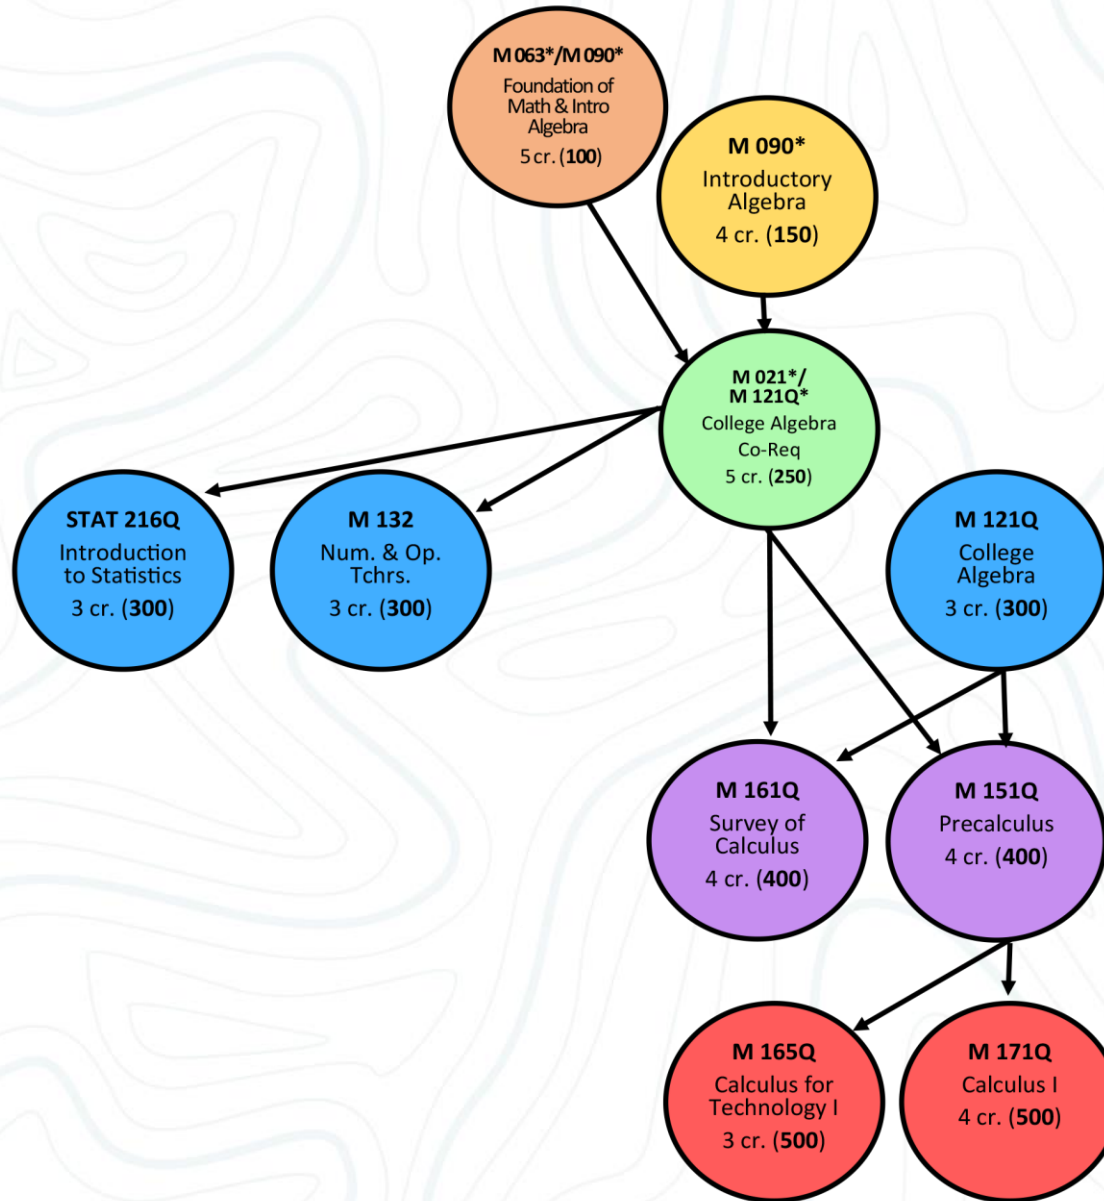 M 063*/M 090*
Foundation of
Math & Intro
Algebra
5 cr. (100)
M 090*
Introductory
Algebra
4 cr. (150)
M 021*/
M 121Q*
College Algebra
Co-Req
5 cr. (250)
STAT 216Q
Introduction
to Statistics
3 cr. (300)
M 132
Num. & Op.
Tchrs.
3 cr. (300)
M 121Q
College
Algebra
3 cr. (300)
M 161Q
Survey of
Calculus
4 cr. (400)
M 151Q
Precalculus
4 cr. (400)
M 165Q
Calculus for
Technology I
3 cr. (500)
M 171Q
Calculus I
4 cr. (500)